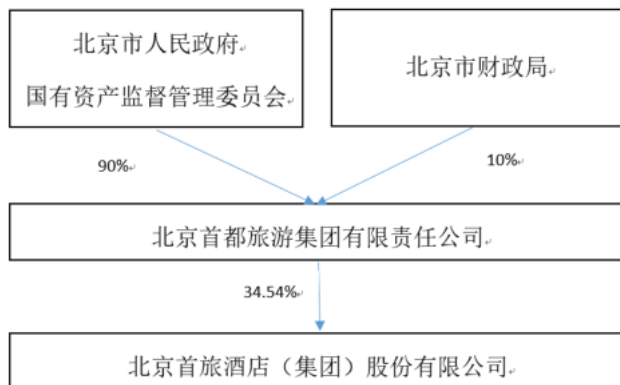 北京市人民政府
国有资产监督管理委员会
北京市财政局
90%
10%
北京首都旅游集团有限责任公司
34.54%
北京首旅酒店（集团）股份有限公司